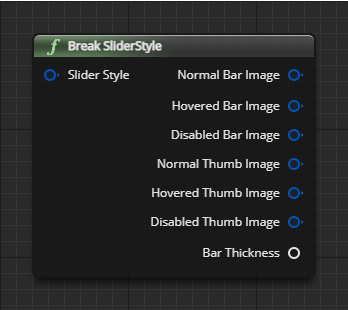 f Break SliderStyle
Slider Style Normal Bar Image
Hovered Bar Image
Disabled Bar Image
Normal Thumb Image
Hovered Thumb Image
Disabled Thumb Image
Bar Thickness